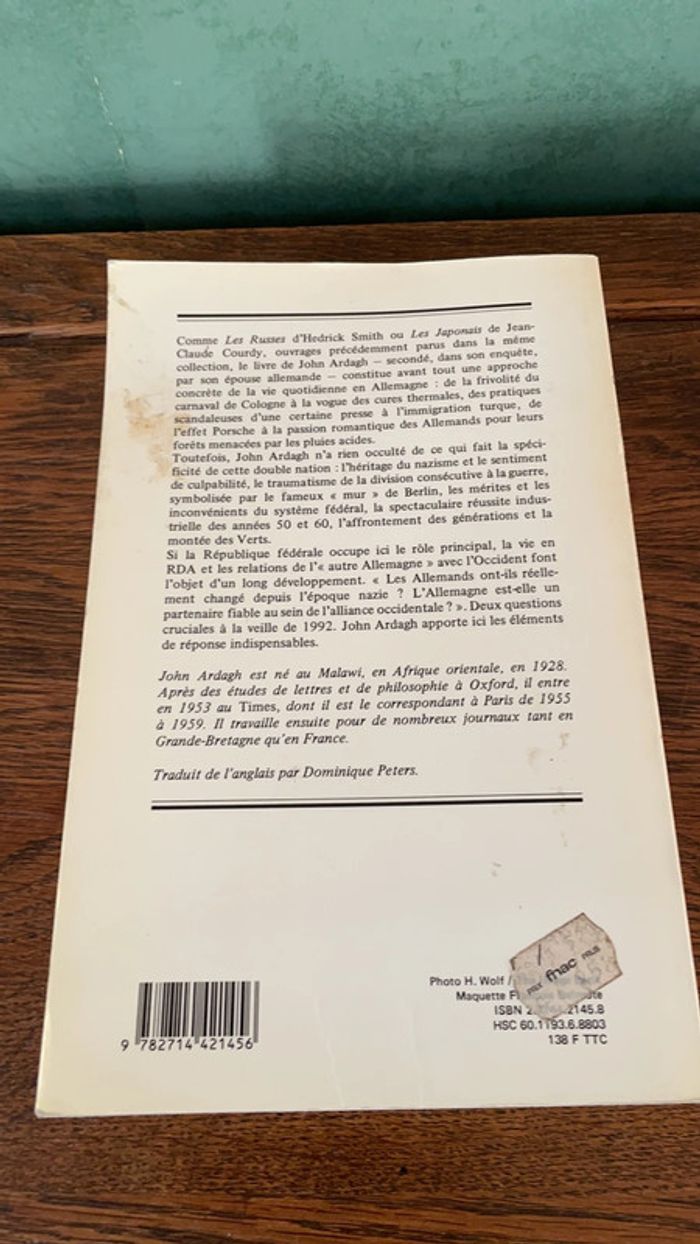 Comme Les Russes d'Hedrick Smith ou Les Japonais de Jean-
Claude Courdy, ouvrages précédemment parus dans la même
collection, le livre de John Ardagh — secondé, dans son enquête,
par son épouse allemande — constitue avant tout une approche
concrète de la vie quotidienne en Allemagne : de la frivolité du
carnaval de Cologne à la vogue des cures thermales, des pratiques
scandaleuses d'une certaine presse à l'immigration turque, de
l'effet Porsche à la passion romantique des Allemands pour leurs
forêts menacées par les pluies acides.
Toutefois, John Ardagh n'a rien occulté de ce qui fait la spéci-
ficité de cette double nation : l'héritage du nazisme et le sentiment
de culpabilité, le traumatisme de la division consécutive à la guerre,
symbolisée par le fameux « mur » de Berlin, les mérites et les
inconvénients du système fédéral, la spectaculaire réussite indus-
trielle des années 50 et 60, l'affrontement des générations et la
montée des Verts.
Si la République fédérale occupe ici le rôle principal, la vie en
RDA et les relations de l'« autre Allemagne » avec l'Occident font
l'objet d'un long développement. « Les Allemands ont-ils réelle-
ment changé depuis l'époque nazie ? L'Allemagne est-elle un
partenaire fiable au sein de l'alliance occidentale ? ». Deux questions
cruciales à la veille de 1992. John Ardagh apporte ici les éléments
de réponse indispensables.
John Ardagh est né au Malawi, en Afrique orientale, en 1928.
Après des études de lettres et de philosophie à Oxford, il entre
en 1953 au Times, dont il est le correspondant à Paris de 1955
à 1959. Il travaille ensuite pour de nombreux journaux tant en
Grande-Bretagne qu'en France.
Traduit de l'anglais par Dominique Peters.
Photo H. Wolf /
Maquette
PRIX fnac PRIX
ISBN 2. 2145.8
HSC 60.1193.6.8803
138 F TTC
9 782714 421456